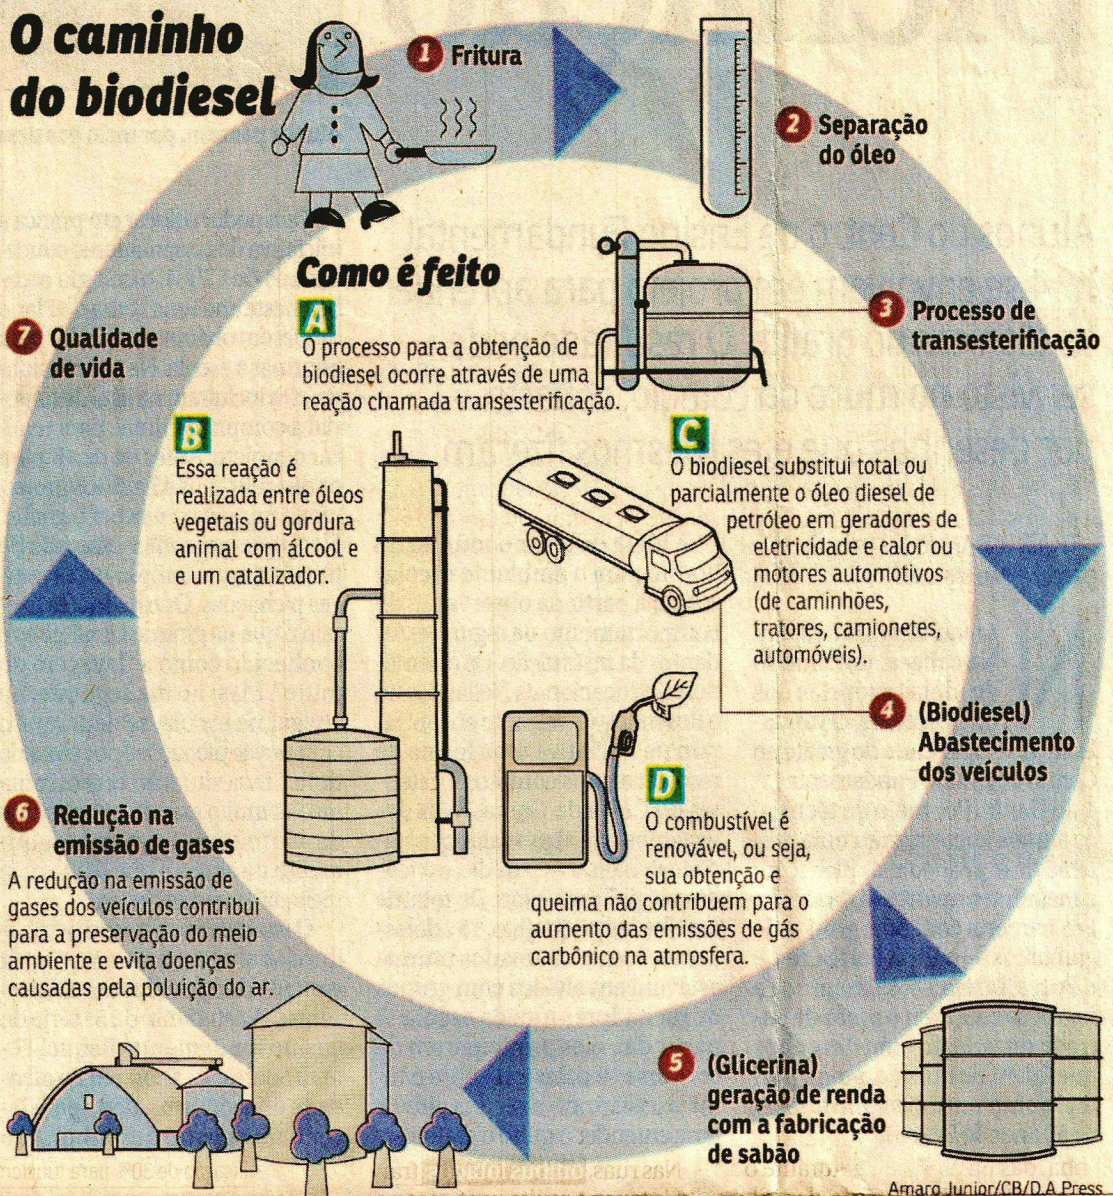 O caminho
do biodiesel
1 Fritura
2 Separação
do óleo
Como é feito
A
O processo para a obtenção de
biodiesel ocorre através de uma
reação chamada transesterificação.
3 Processo de
transesterificação
7 Qualidade
de vida
B
Essa reação é
realizada entre óleos
vegetais ou gordura
animal com álcool e
e um catalizador.
C
O biodiesel substitui total ou
parcialmente o óleo diesel de
petróleo em geradores de
eletricidade e calor ou
motores automotivos
(de caminhões,
tratores, camionetes,
automóveis).
4 (Biodiesel)
Abastecimento
dos veículos
D
O combustível é
renovável, ou seja,
sua obtenção e
queima não contribuem para o
aumento das emissões de gás
carbônico na atmosfera.
6 Redução na
emissão de gases
A redução na emissão de
gases dos veículos contribui
para a preservação do meio
ambiente e evita doenças
causadas pela poluição do ar.
5 (Glicerina)
geração de renda
com a fabricação
de sabão
Amaro Junior/CB/D.A Press